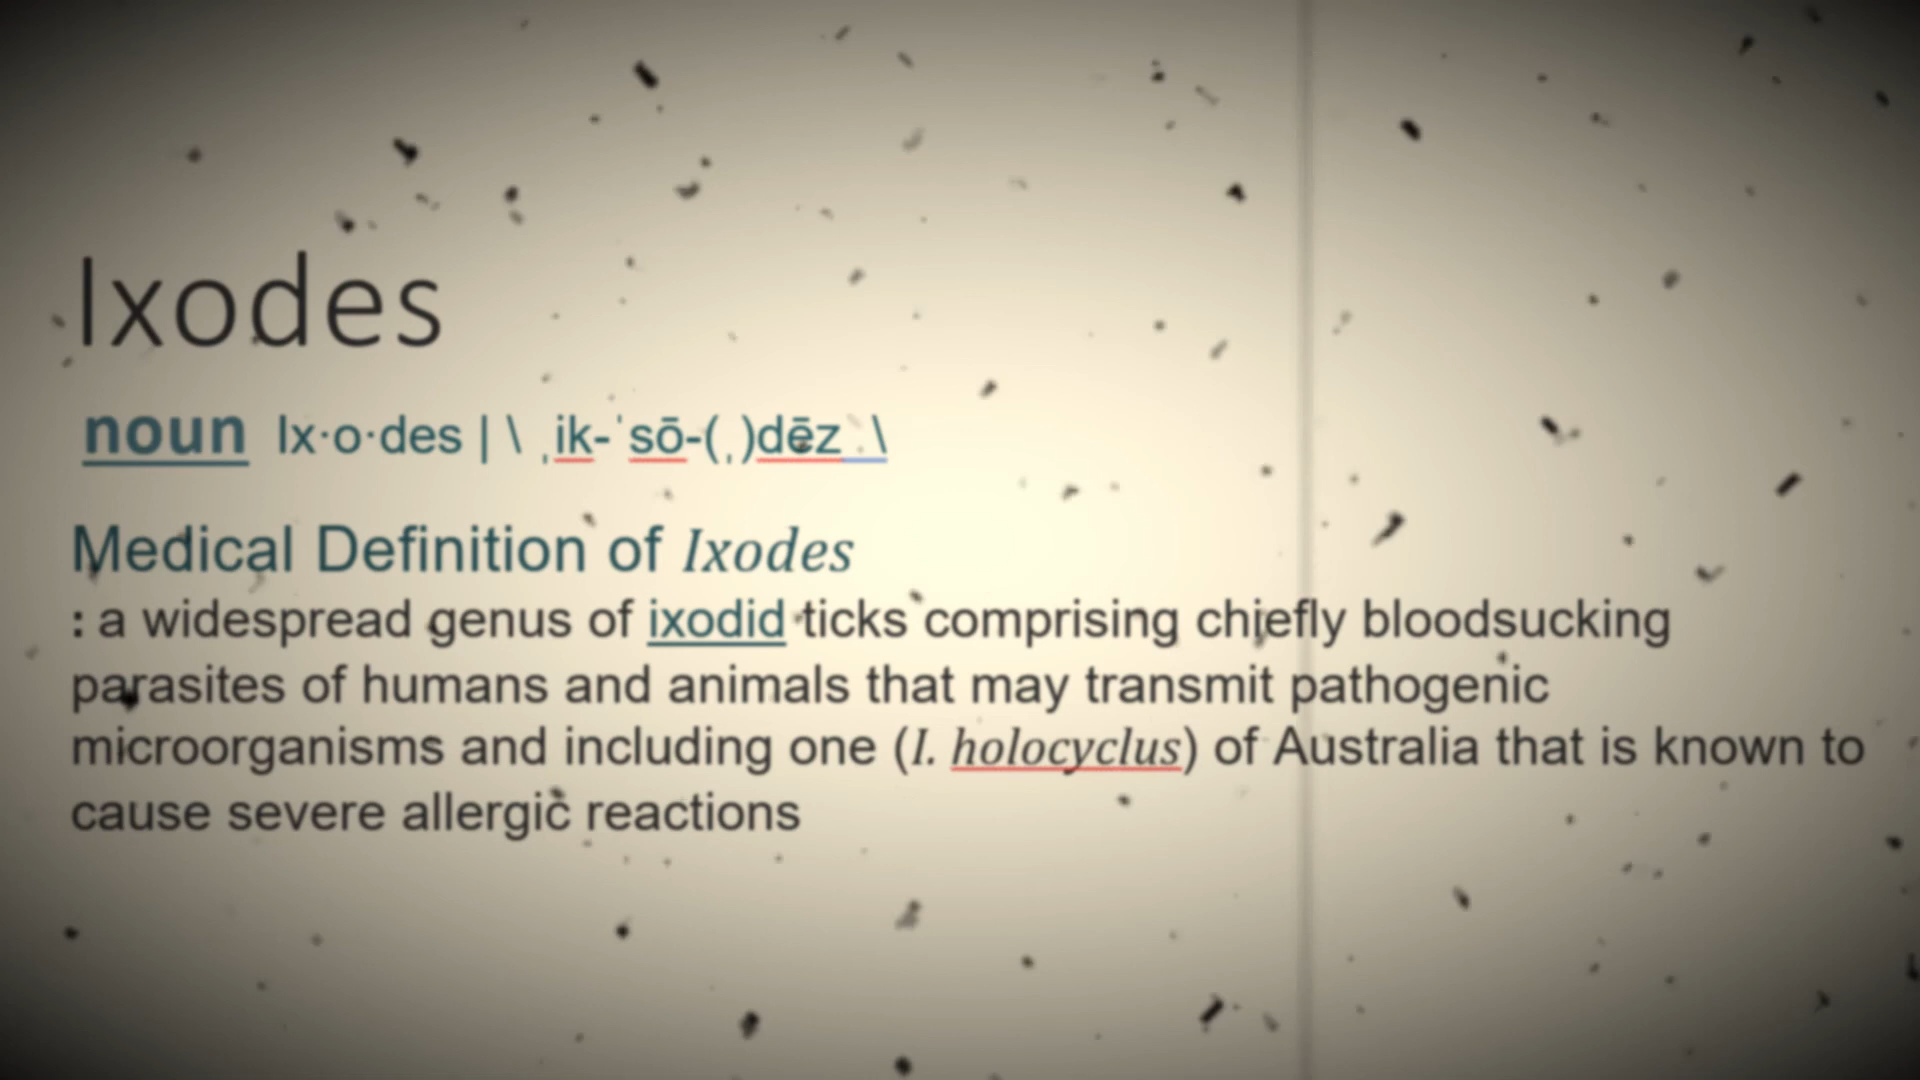 Ixodes
noun Ix·o·des | \ ˌik-ˈsō-(ˌ)dēz \
Medical Definition of Ixodes
: a widespread genus of ixodid ticks comprising chiefly bloodsucking
parasites of humans and animals that may transmit pathogenic
microorganisms and including one (I. holocyclus) of Australia that is known to
cause severe allergic reactions